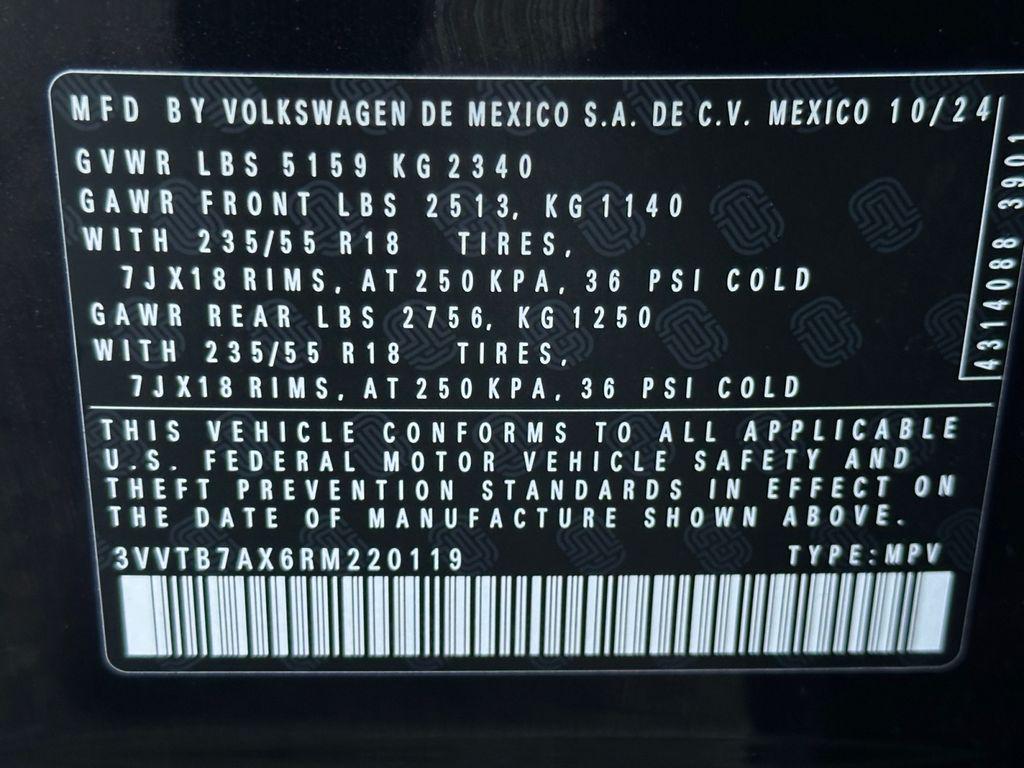 MFD BY VOLKSWAGEN DE MEXICO S.A. DE C.V. MEXICO 10/24
GVWR LBS 5159 KG 2340
GAWR FRONT LBS 2513, KG 1140
WITH 235/55 R18 TIRES,
7JX18 RIMS, AT 250 KPA, 36 PSI COLD
GAWR REAR LBS 2756, KG 1250
WITH 235/55 R18 TIRES,
7JX18 RIMS, AT 250 KPA, 36 PSI COLD
THIS VEHICLE CONFORMS TO ALL APPLICABLE
U.S. FEDERAL MOTOR VEHICLE SAFETY AND
THEFT PREVENTION STANDARDS IN EFFECT ON
THE DATE OF MANUFACTURE SHOWN ABOVE.
3VVTB7AX6RM220119 TYPE:MPV
4314088 3901